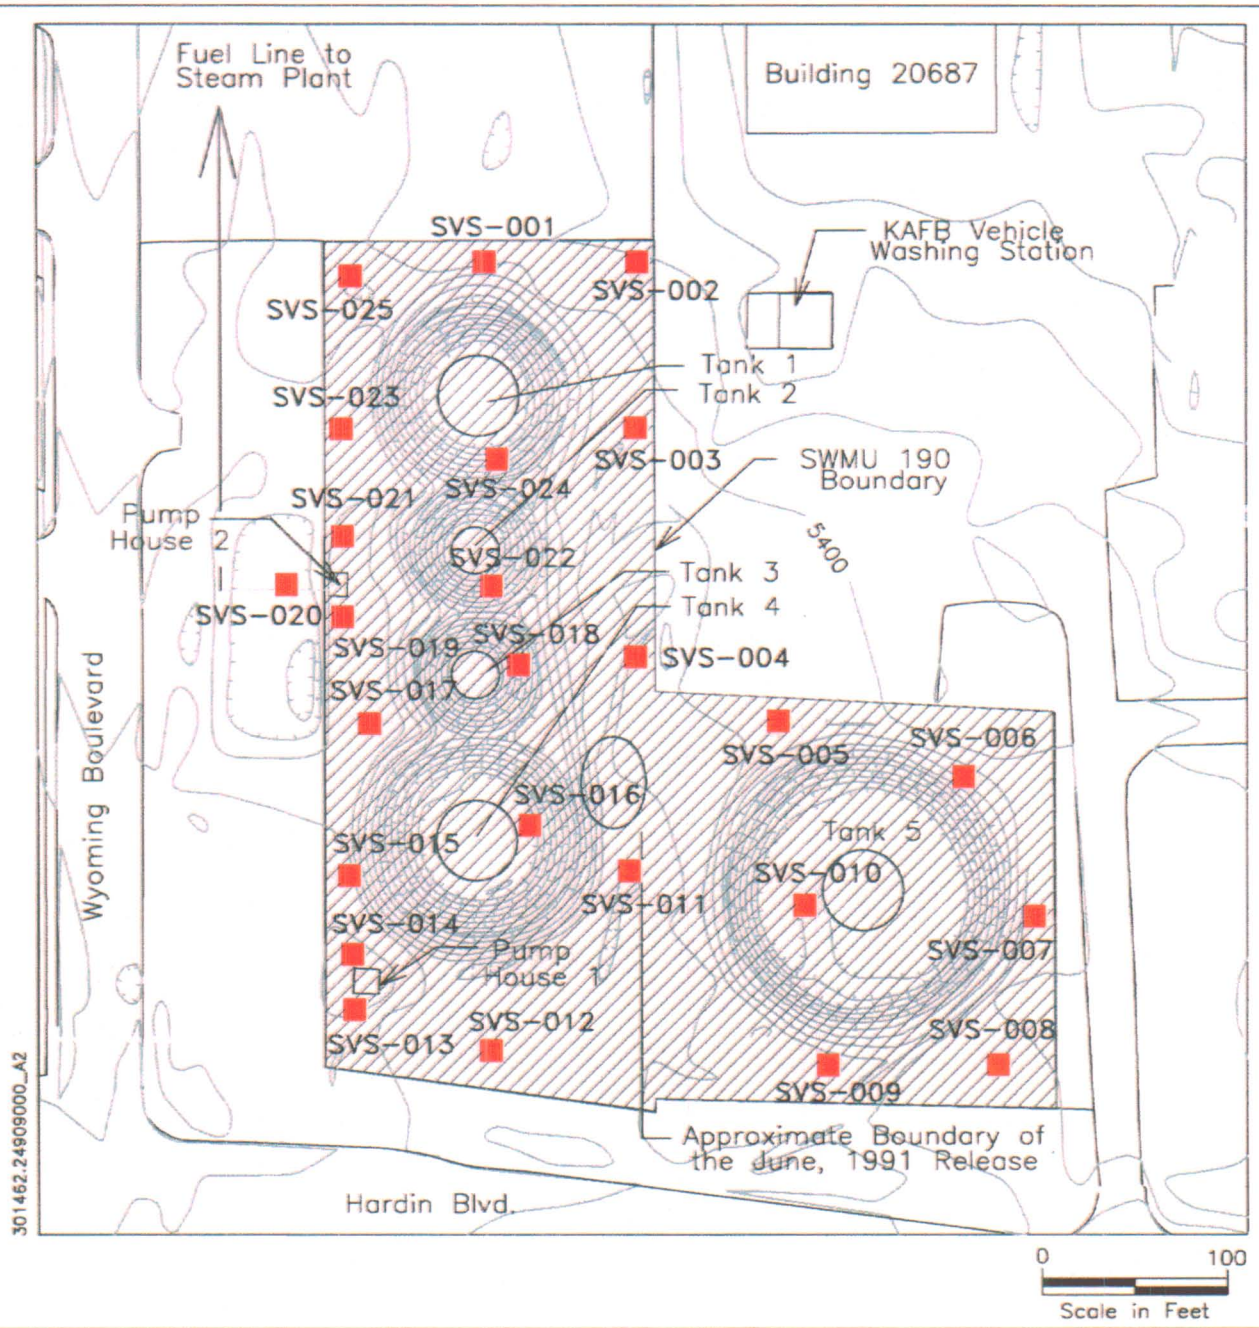 Fuel Line to
Steam Plant
Building 20687
SVS-001
KAFB Vehicle
Washing Station
SVS-002
SVS-025
Tank 1
Tank 2
SVS-023
SVS-003
SWMU 190
Boundary
SVS-024
SVS-021
Pump
House 2
5400
SVS-022
Tank 3
Tank 4
SVS-020
SVS-018
SVS-019
SVS-004
SVS-017
Wyoming Boulevard
SVS-005
SVS-006
SVS-016
Tank 5
SVS-015
SVS-010
SVS-011
SVS-014
SVS-007
Pump
House 1
SVS-012
SVS-008
SVS-013
SVS-009
301462.24909000_A2
Approximate Boundary of
the June, 1991 Release
Hardin Blvd.
0 100
Scale in Feet